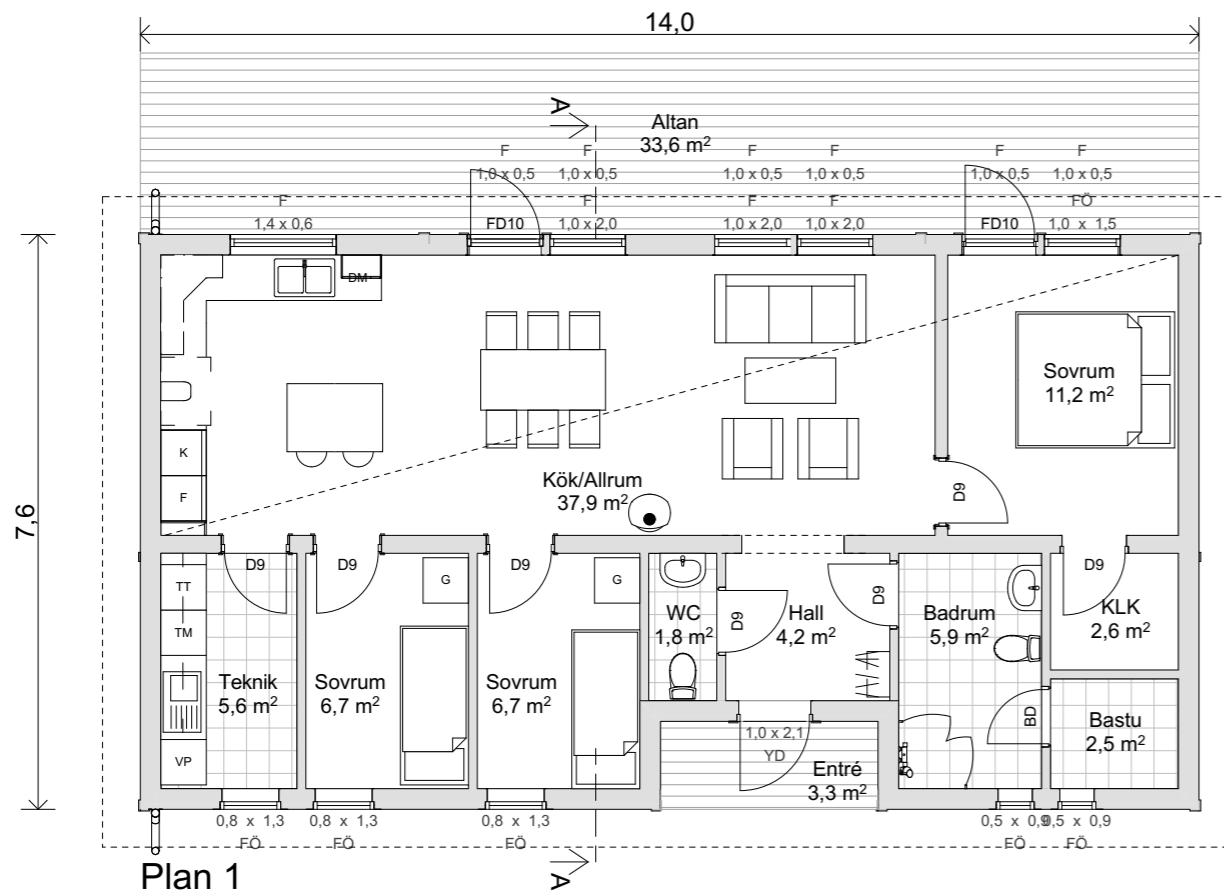 14,0
A
Altan
33,6 m²
F F F F F F
1,0 x 0,5 1,0 x 0,5 1,0 x 0,5 1,0 x 0,5 1,0 x 0,5 1,0 x 0,5
F F F F FÖ
1,4 x 0,6 FD10 1,0 x 2,0 1,0 x 2,0 1,0 x 2,0 FD10 1,0 x 1,5
7,6
DM
Sovrum
11,2 m²
K
F
Kök/Allrum
37,9 m²
D9
D9 D9 D9 D9
TT
TM
VP
G G
Teknik
5,6 m²
Sovrum
6,7 m²
Sovrum
6,7 m²
WC
1,8 m²
D9
Hall
4,2 m²
D9
Badrum
5,9 m²
KLK
2,6 m²
BD
Bastu
2,5 m²
1,0 x 2,1
YD
Entré
3,3 m²
0,8 x 1,3 0,8 x 1,3 0,8 x 1,3 0,5 x 0,9 0,5 x 0,9
FÖ FÖ FÖ FÖ FÖ
A
Plan 1